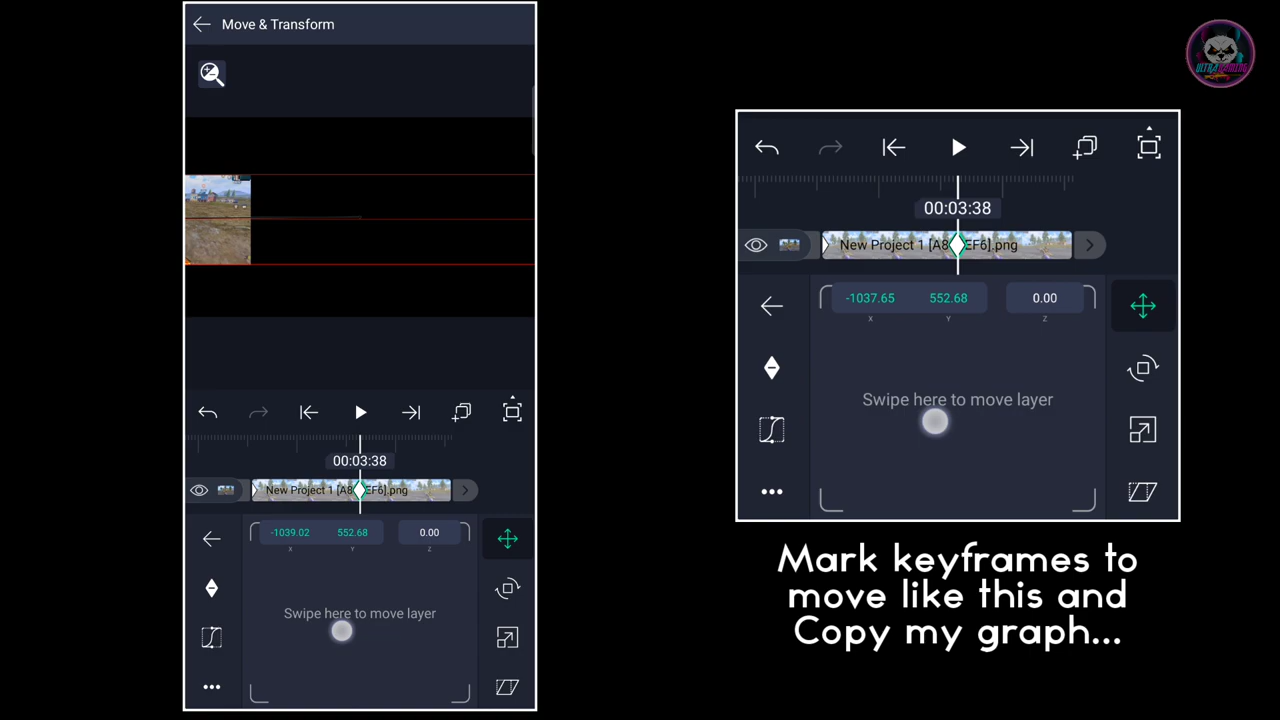 Move & Transform
00:03:38
New Project 1 [A8 EF6].png
-1039.02 552.68 0.00
X Y Z
Swipe here to move layer
ULTRA GAMING
00:03:38
New Project 1 [A8 EF6].png
-1037.65 552.68 0.00
X Y Z
Swipe here to move layer
Mark keyframes to
move like this and
Copy my graph...